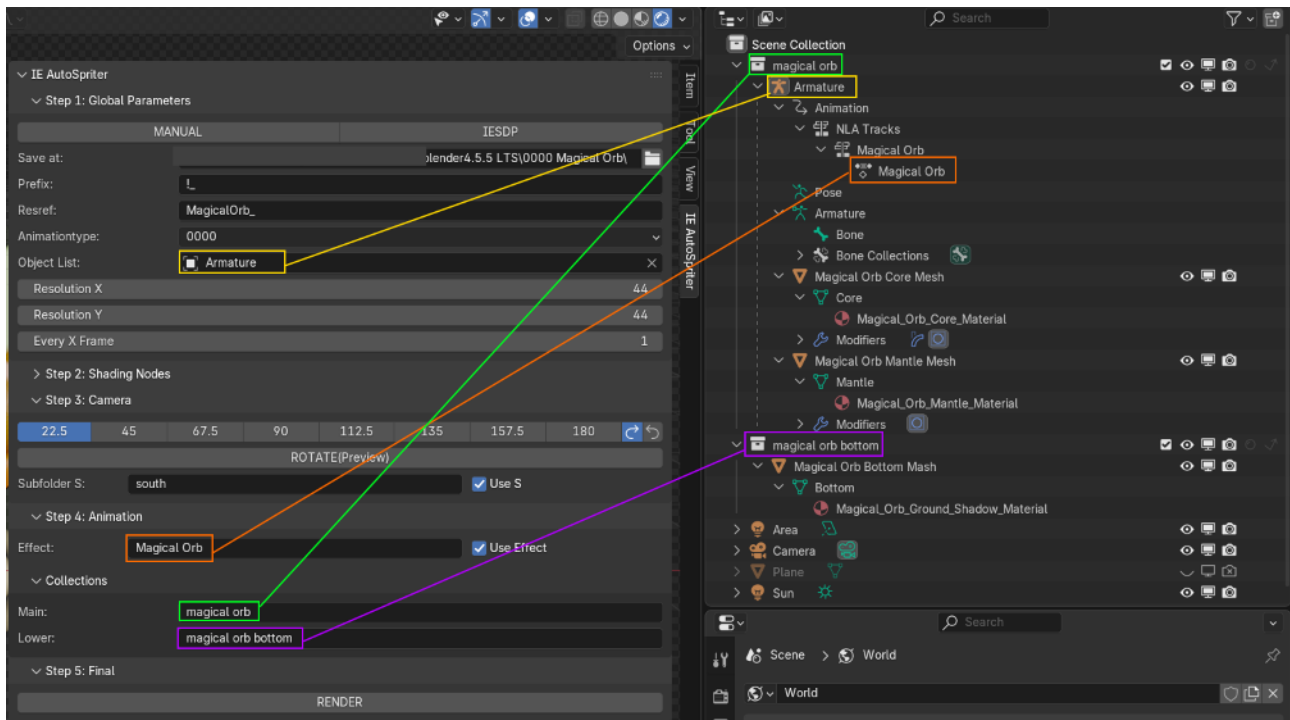 Options
IE AutoSpriter
Step 1: Global Parameters
MANUAL
IESDP
Save at:
blender4.5.5 LTS\0000 Magical Orb\
Prefix:
!_
Resref:
MagicalOrb_
Animationtype:
0000
Object List:
Armature
Resolution X
44
Resolution Y
44
Every X Frame
1
Step 2: Shading Nodes
Step 3: Camera
22.5
45
67.5
90
112.5
135
157.5
180
ROTATE(Preview)
Subfolder S:
south
Use S
Step 4: Animation
Effect:
Magical Orb
Use Effect
Collections
Main:
magical orb
Lower:
magical orb bottom
Step 5: Final
RENDER
Item
Tool
View
IE AutoSpriter
Search
Scene Collection
magical orb
Armature
Animation
NLA Tracks
Magical Orb
Magical Orb
Pose
Armature
Bone
Bone Collections
Magical Orb Core Mesh
Core
Magical_Orb_Core_Material
Modifiers
Magical Orb Mantle Mesh
Mantle
Magical_Orb_Mantle_Material
Modifiers
magical orb bottom
Magical Orb Bottom Mash
Bottom
Magical_Orb_Ground_Shadow_Material
Area
Camera
Plane
Sun
Search
Scene
World
World